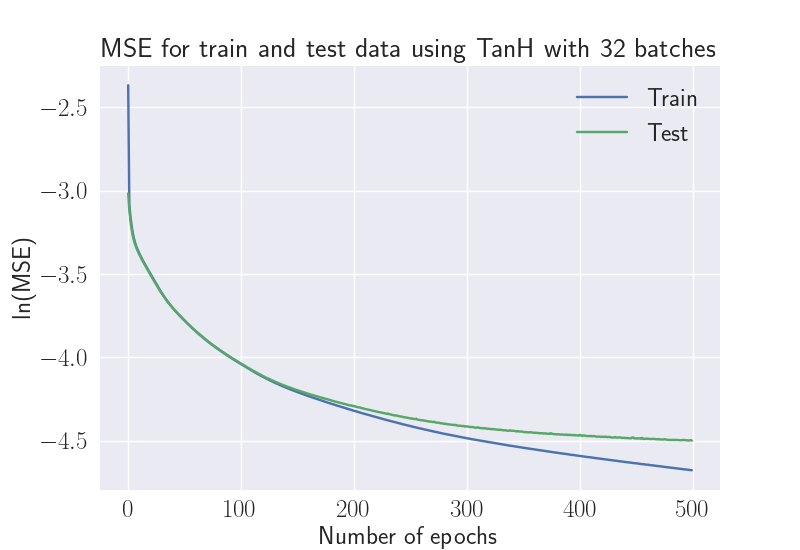 MSE for train and test data using TanH with 32 batches
Train
Test
−2.5
−3.0
−3.5
−4.0
−4.5
ln(MSE)
0
100
200
300
400
500
Number of epochs